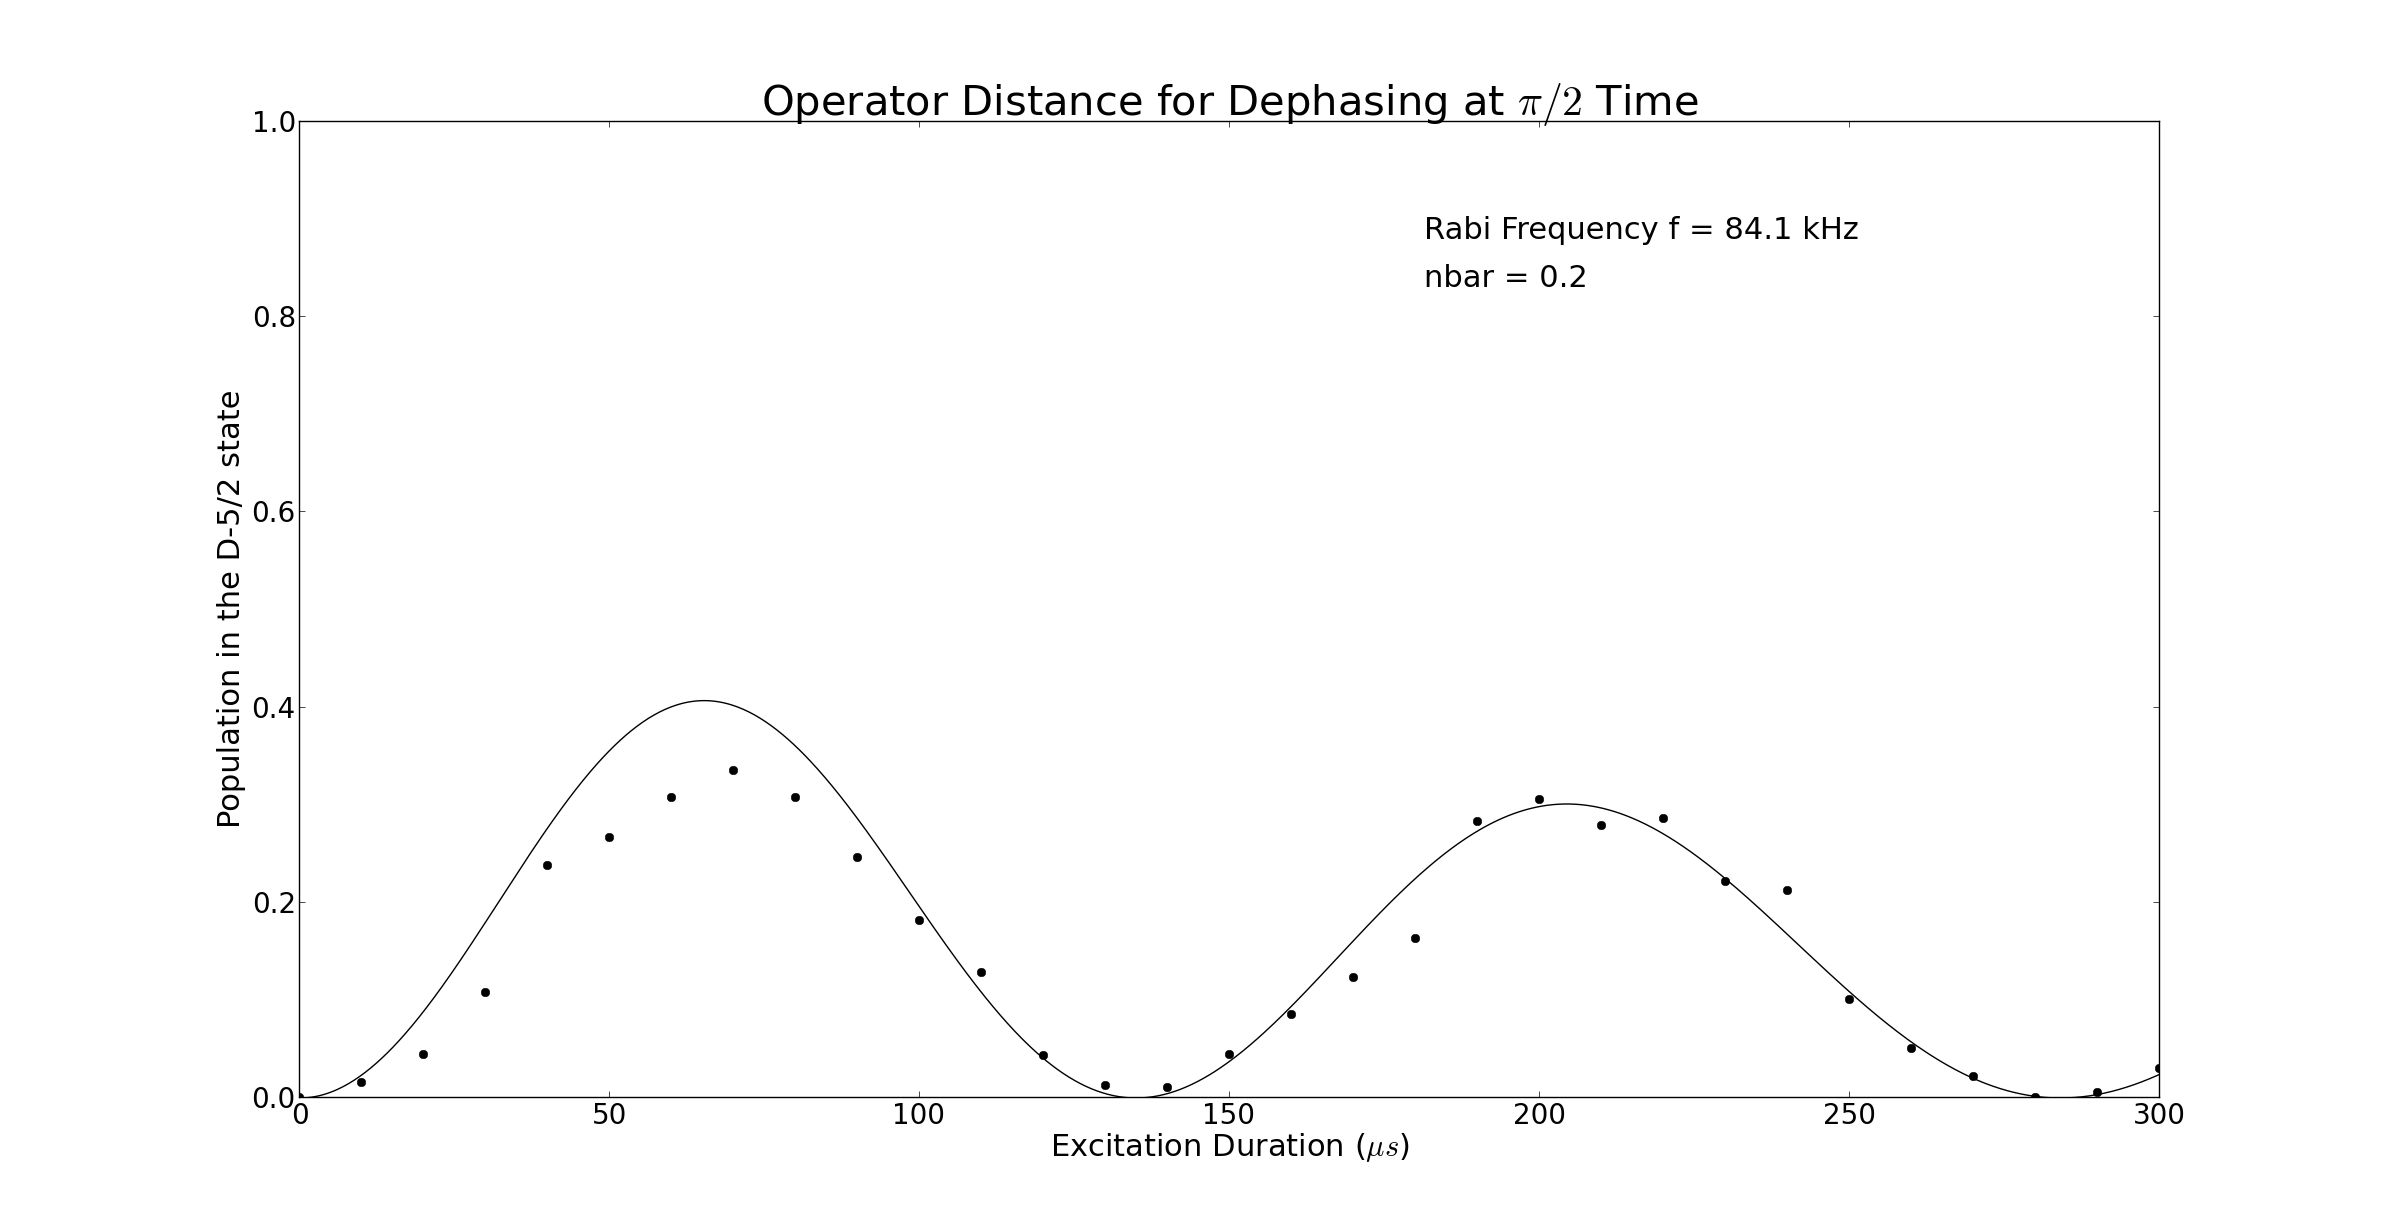 Operator Distance for Dephasing at π/2 Time
1.0
0.8
0.6
0.4
0.2
0.0
Population in the D-5/2 state
Rabi Frequency f = 84.1 kHz
nbar = 0.2
0 50 100 150 200 250 300
Excitation Duration (μs)